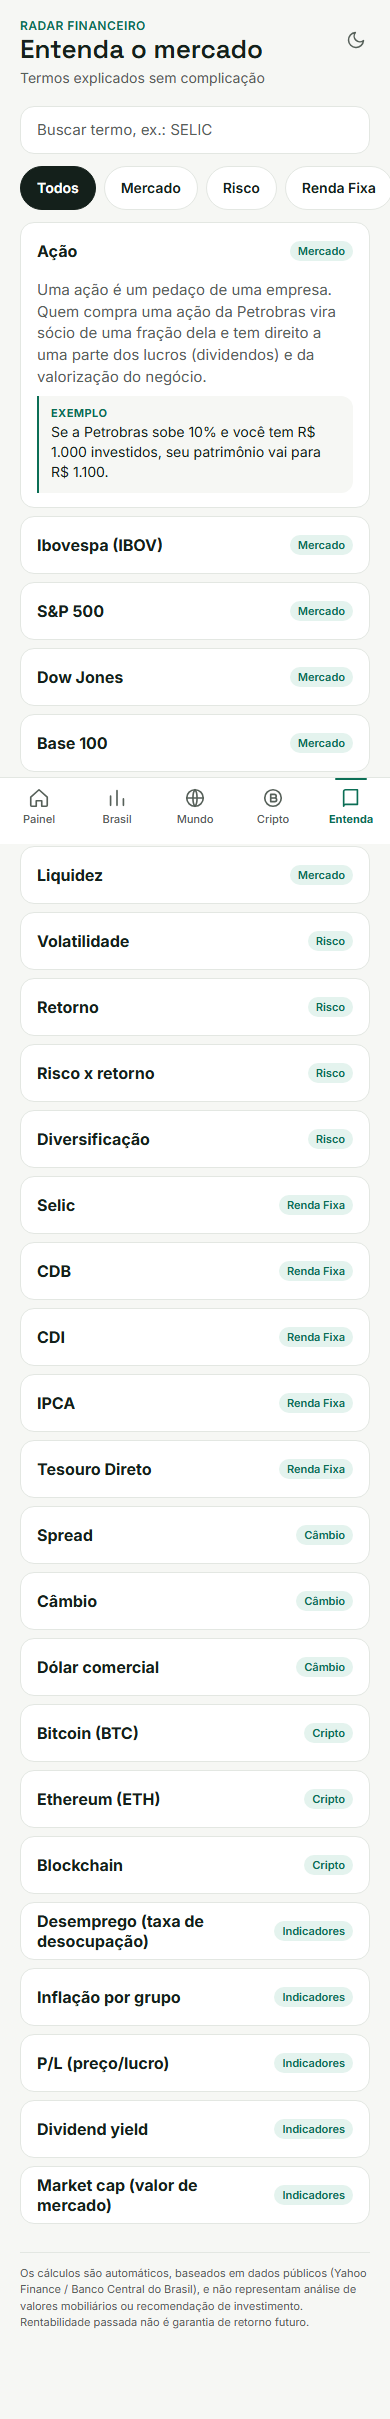 RADAR FINANCEIRO
Entenda o mercado
Termos explicados sem complicação
Buscar termo, ex.: SELIC
Todos
Mercado
Risco
Renda Fixa
Ação
Mercado
Uma ação é um pedaço de uma empresa.
Quem compra uma ação da Petrobras vira
sócio de uma fração dela e tem direito a
uma parte dos lucros (dividendos) e da
valorização do negócio.
EXEMPLO
Se a Petrobras sobe 10% e você tem R$
1.000 investidos, seu patrimônio vai para
R$ 1.100.
Ibovespa (IBOV)
Mercado
S&P 500
Mercado
Dow Jones
Mercado
Base 100
Mercado
Painel
Brasil
Mundo
Cripto
Entenda
Liquidez
Mercado
Volatilidade
Risco
Retorno
Risco
Risco x retorno
Risco
Diversificação
Risco
Selic
Renda Fixa
CDB
Renda Fixa
CDI
Renda Fixa
IPCA
Renda Fixa
Tesouro Direto
Renda Fixa
Spread
Câmbio
Câmbio
Câmbio
Dólar comercial
Câmbio
Bitcoin (BTC)
Cripto
Ethereum (ETH)
Cripto
Blockchain
Cripto
Desemprego (taxa de
desocupação)
Indicadores
Inflação por grupo
Indicadores
P/L (preço/lucro)
Indicadores
Dividend yield
Indicadores
Market cap (valor de
mercado)
Indicadores
Os cálculos são automáticos, baseados em dados públicos (Yahoo
Finance / Banco Central do Brasil), e não representam análise de
valores mobiliários ou recomendação de investimento.
Rentabilidade passada não é garantia de retorno futuro.